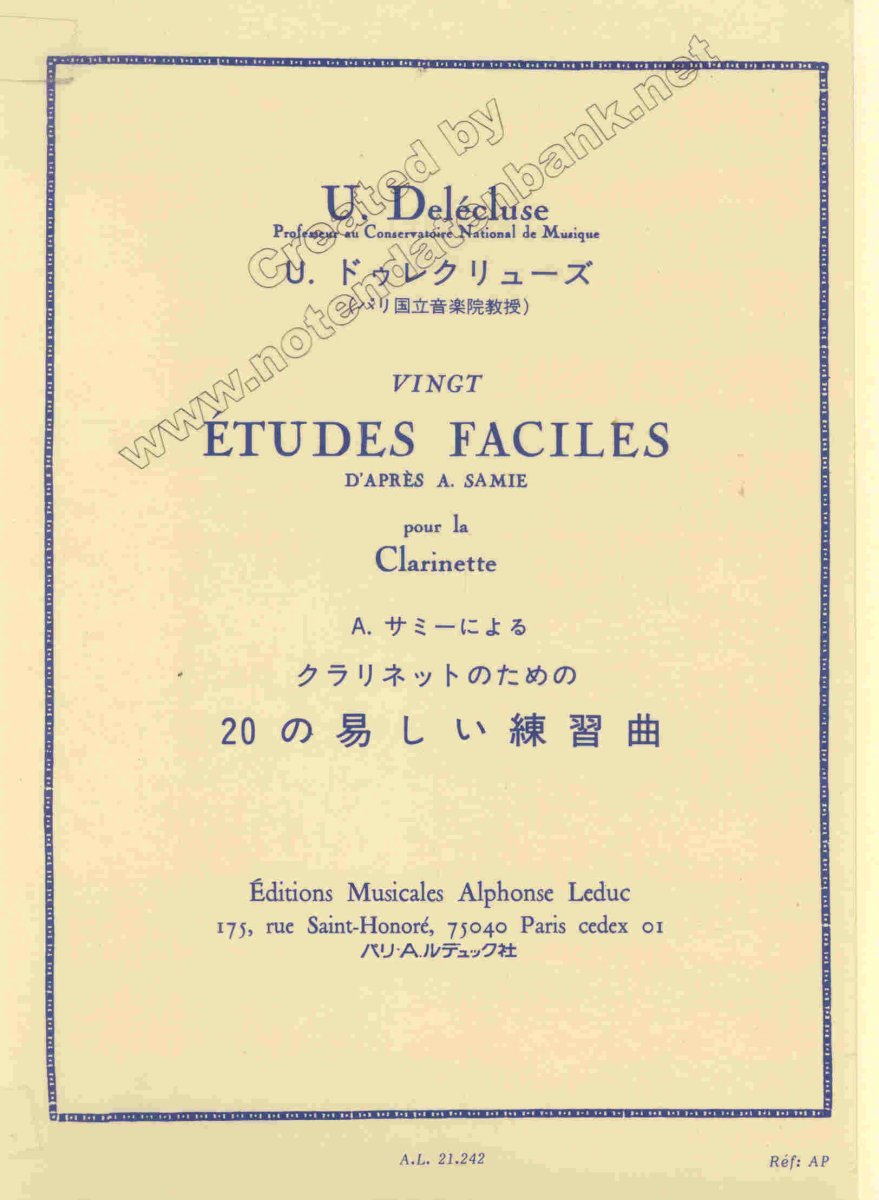 U. Delécluse
Professeur au Conservatoire National de Musique
U. ドゥレクリューズ
(パリ国立音楽院教授)
VINGT
ÉTUDES FACILES
D'APRÈS A. SAMIE
pour la
Clarinette
A. サミーによる
クラリネットのための
20の易しい練習曲
Éditions Musicales Alphonse Leduc
175, rue Saint-Honoré, 75040 Paris cedex 01
パリ・A.ルデュック社
A.L. 21.242
Réf: AP
Created by
www.notendatenbank.net